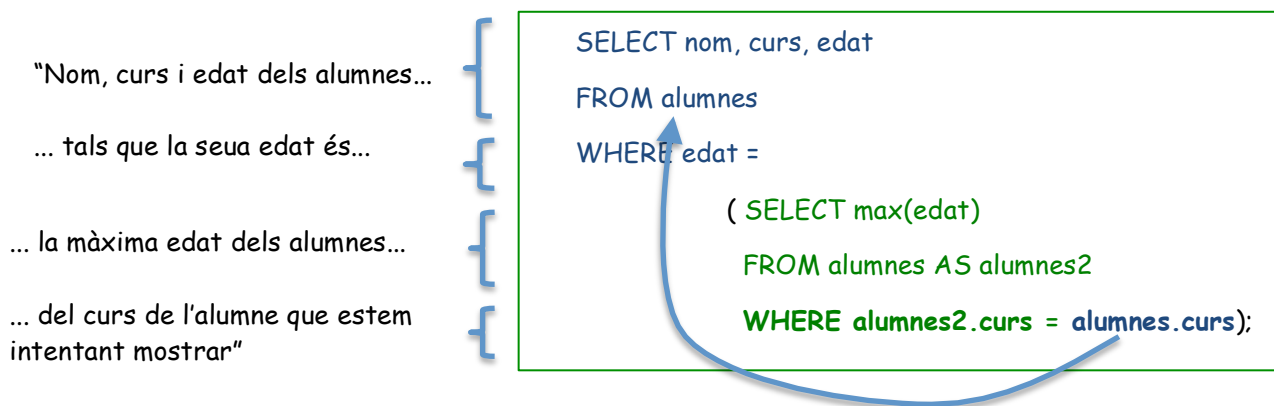 “Nom, curs i edat dels alumnes...
... tals que la seua edat és...
... la màxima edat dels alumnes...
... del curs de l’alumne que estem
intentant mostrar”
SELECT nom, curs, edat
FROM alumnes
WHERE edat =
( SELECT max(edat)
FROM alumnes AS alumnes2
WHERE alumnes2.curs = alumnes.curs);